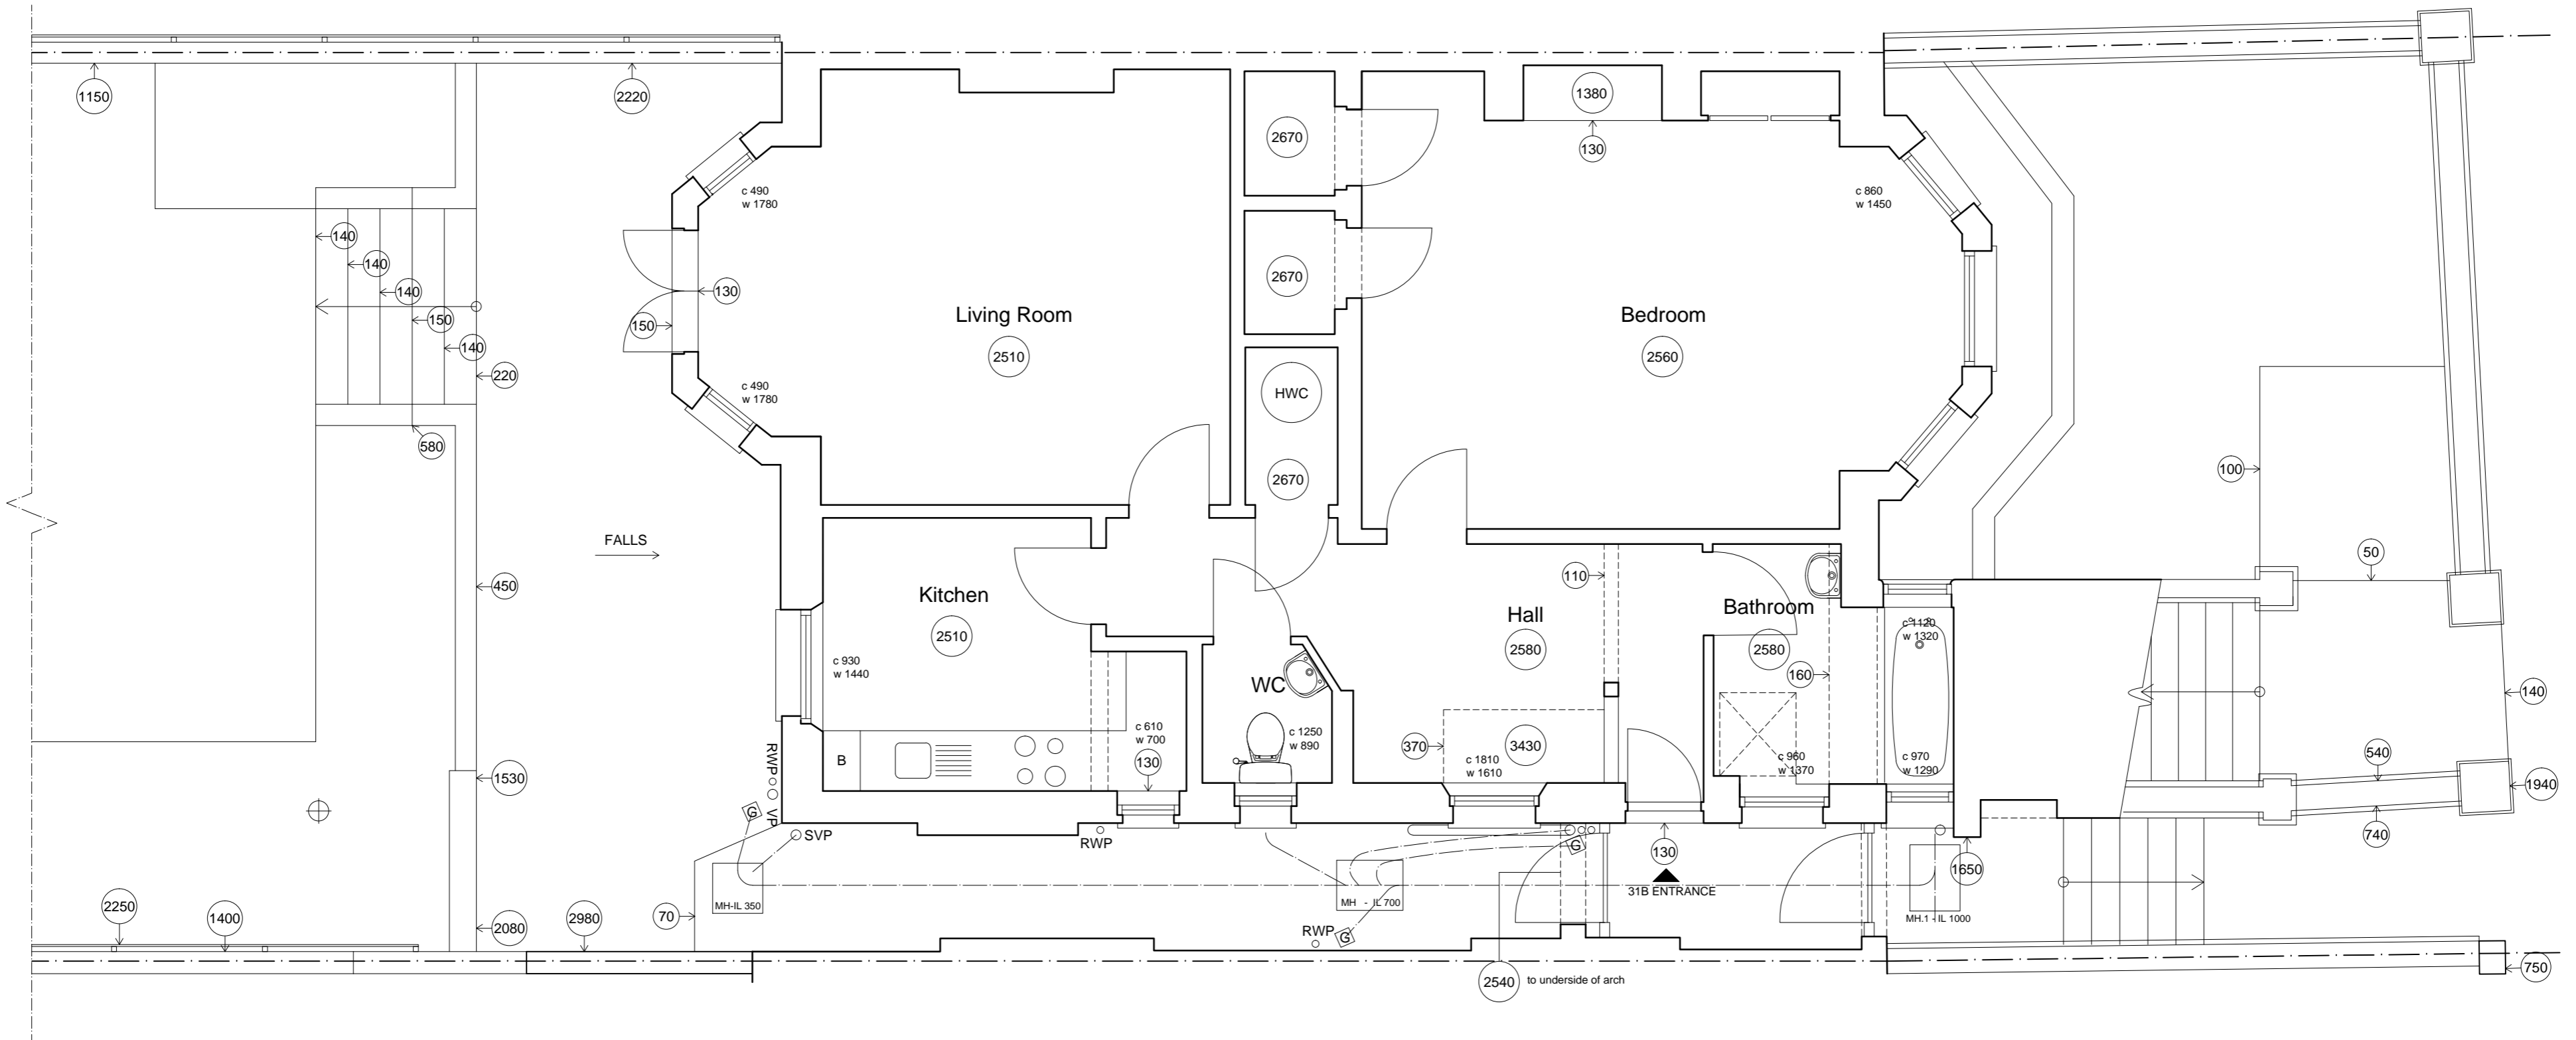 1150
2220
1380
130
2670
c 490
w 1780
c 860
w 1450
140
140
140
150
140
220
130
150
2670
Living Room
2510
Bedroom
2560
HWC
c 490
w 1780
580
2670
100
FALLS
450
50
110
Kitchen
2510
Hall
2580
Bathroom
2580
c 1120
w 1320
c 930
w 1440
WC
160
140
c 610
w 700
130
c 1250
w 890
370
3430
c 1810
w 1610
c 960
w 1370
c 970
w 1290
B
RWP
VP
G
SVP
RWP
1530
540
1940
740
G
130
31B ENTRANCE
1650
MH-IL 350
MH - IL 700
MH.1 - IL 1000
2250
1400
2080
2980
70
RWP
G
2540
to underside of arch
750